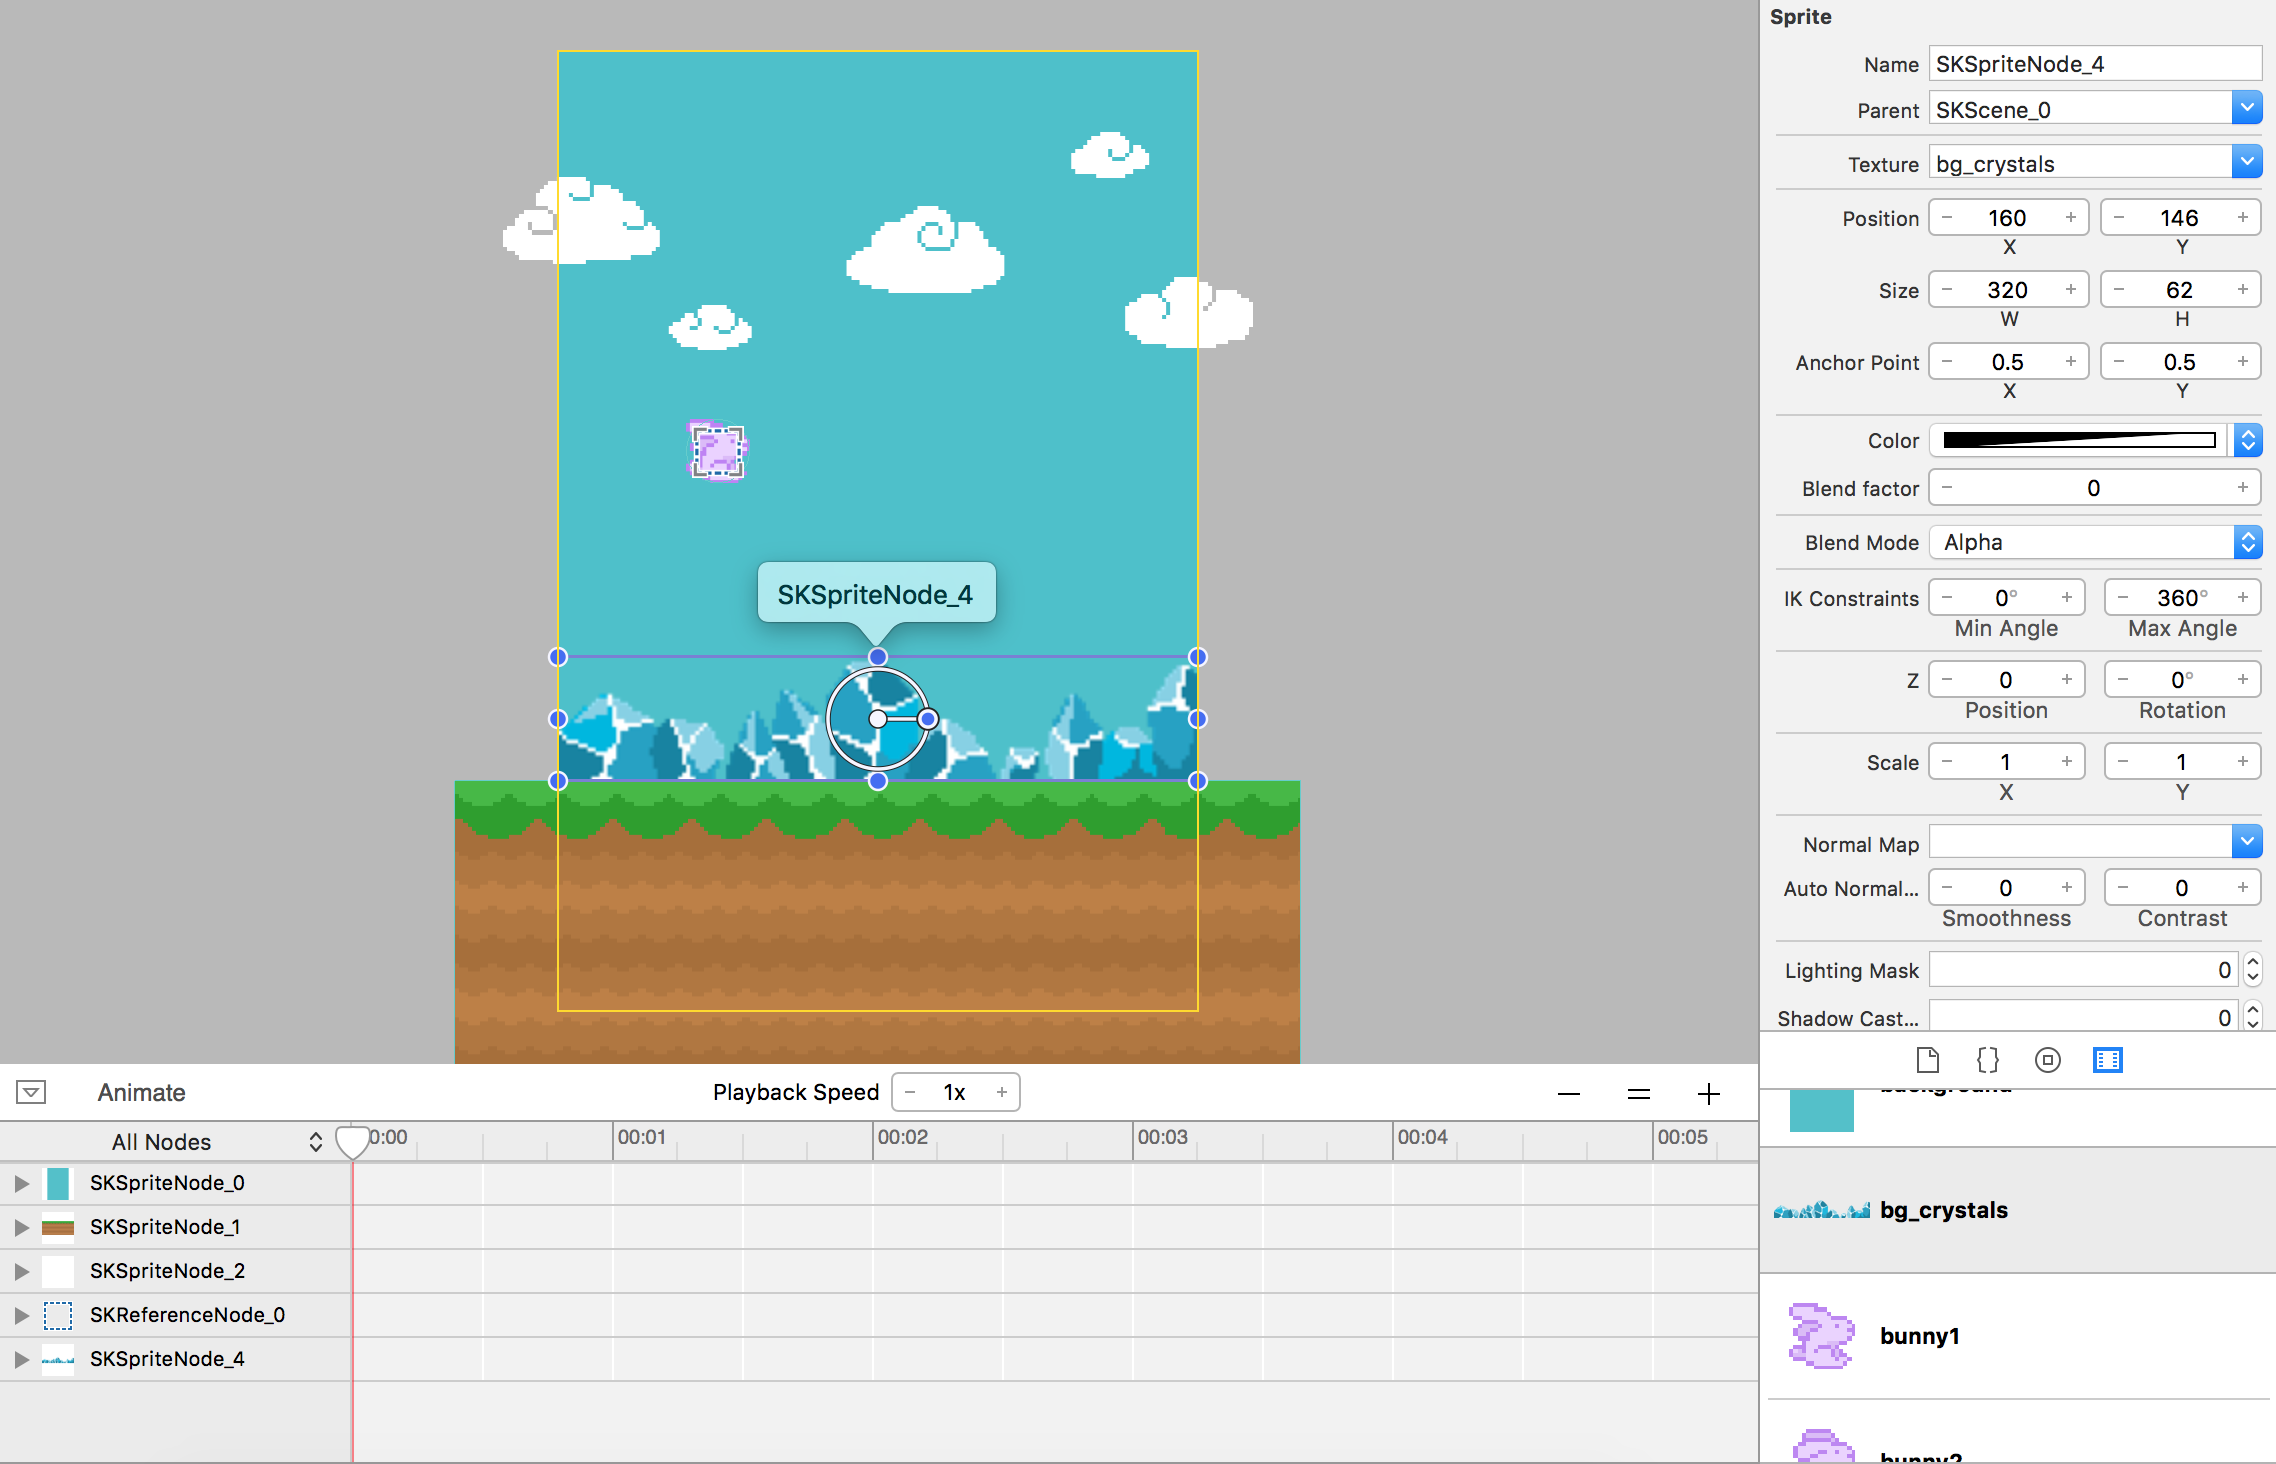 Sprite
Name SKSpriteNode_4
Parent SKScene_0
Texture bg_crystals
Position − 160 + − 146 +
X Y
Size − 320 + − 62 +
W H
Anchor Point − 0.5 + − 0.5 +
X Y
Color
Blend factor − 0 +
Blend Mode Alpha
IK Constraints − 0° + − 360° +
Min Angle Max Angle
Z − 0 + − 0° +
Position Rotation
Scale − 1 + − 1 +
X Y
Normal Map
Auto Normal... − 0 + − 0 +
Smoothness Contrast
Lighting Mask 0
Shadow Cast... 0
SKSpriteNode_4
Animate Playback Speed − 1x +
All Nodes 0:00 00:01 00:02 00:03 00:04 00:05
SKSpriteNode_0
SKSpriteNode_1
SKSpriteNode_2
SKReferenceNode_0
SKSpriteNode_4
background
bg_crystals
bunny1
bunny2